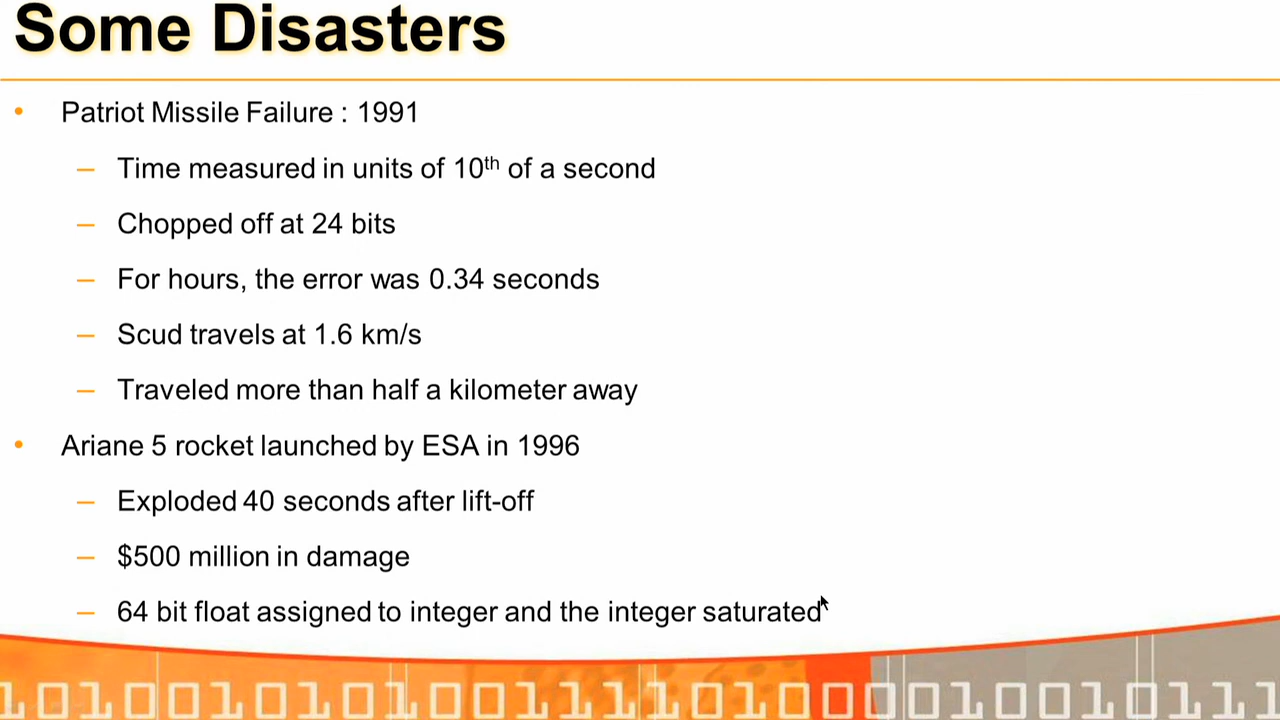 Some Disasters
• Patriot Missile Failure : 1991
– Time measured in units of 10th of a second
– Chopped off at 24 bits
– For hours, the error was 0.34 seconds
– Scud travels at 1.6 km/s
– Traveled more than half a kilometer away
• Ariane 5 rocket launched by ESA in 1996
– Exploded 40 seconds after lift-off
– $500 million in damage
– 64 bit float assigned to integer and the integer saturated
101001010101001111010000010010111